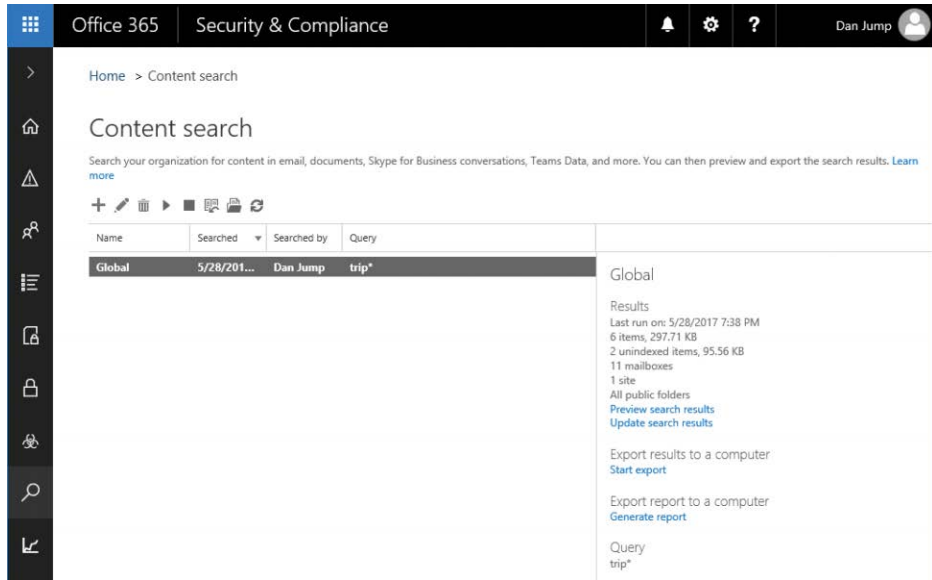 Office 365
Security & Compliance
?
Dan Jump
Home > Content search
Content search
Search your organization for content in email, documents, Skype for Business conversations, Teams Data, and more. You can then preview and export the search results. Learn
more
Name Searched Searched by Query
Global 5/28/201... Dan Jump trip*
Global
Results
Last run on: 5/28/2017 7:38 PM
6 items, 297.71 KB
2 unindexed items, 95.56 KB
11 mailboxes
1 site
All public folders
Preview search results
Update search results
Export results to a computer
Start export
Export report to a computer
Generate report
Query
trip*